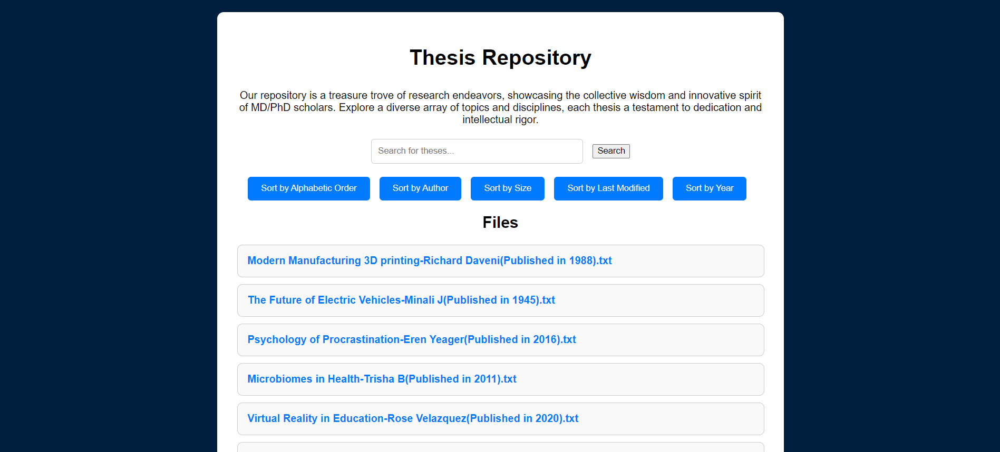 Thesis Repository
Our repository is a treasure trove of research endeavors, showcasing the collective wisdom and innovative spirit
of MD/PhD scholars. Explore a diverse array of topics and disciplines, each thesis a testament to dedication and
intellectual rigor.
Search for theses... Search
Sort by Alphabetic Order Sort by Author Sort by Size Sort by Last Modified Sort by Year
Files
Modern Manufacturing 3D printing-Richard Daveni(Published in 1988).txt
The Future of Electric Vehicles-Minali J(Published in 1945).txt
Psychology of Procrastination-Eren Yeager(Published in 2016).txt
Microbiomes in Health-Trisha B(Published in 2011).txt
Virtual Reality in Education-Rose Velazquez(Published in 2020).txt